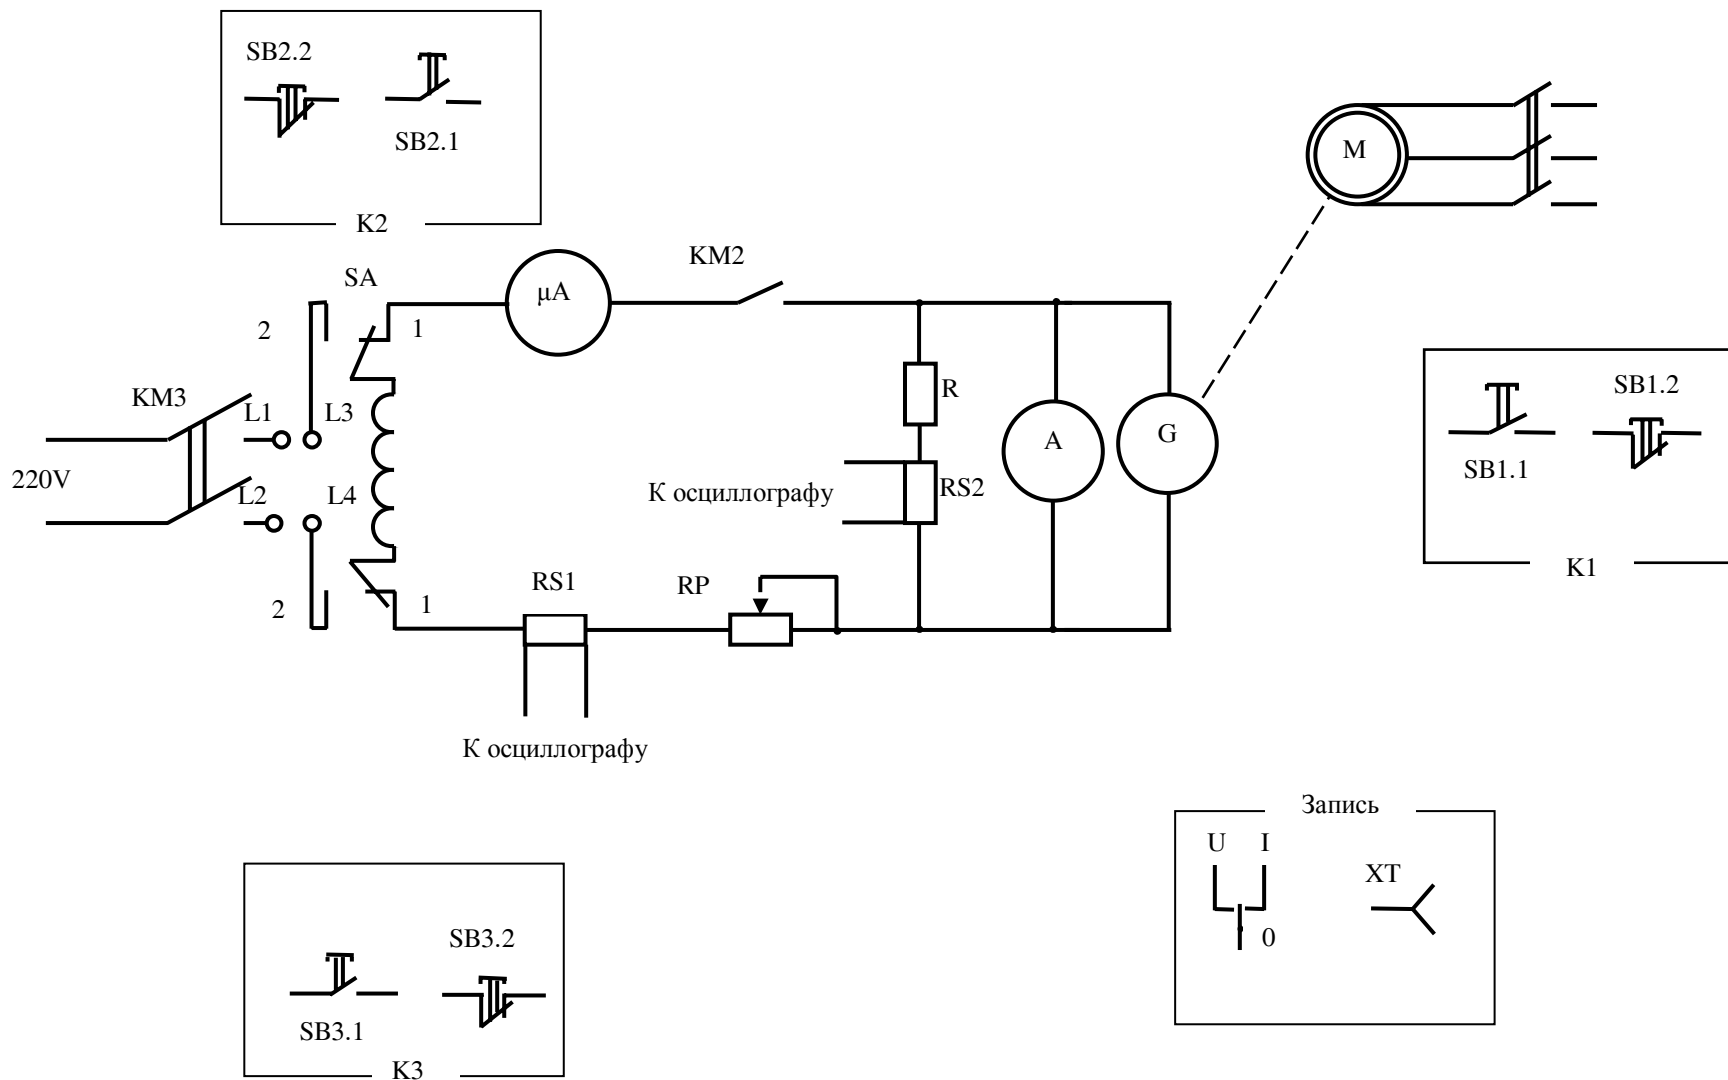 SB2.2
SB2.1
K2
M
SA
µA
KM2
2
1
KM3
L1
L3
R
A
G
SB1.2
SB1.1
K1
220V
L2
L4
К осциллографу
RS2
2
1
RS1
RP
К осциллографу
Запись
U
I
XT
0
SB3.2
SB3.1
K3